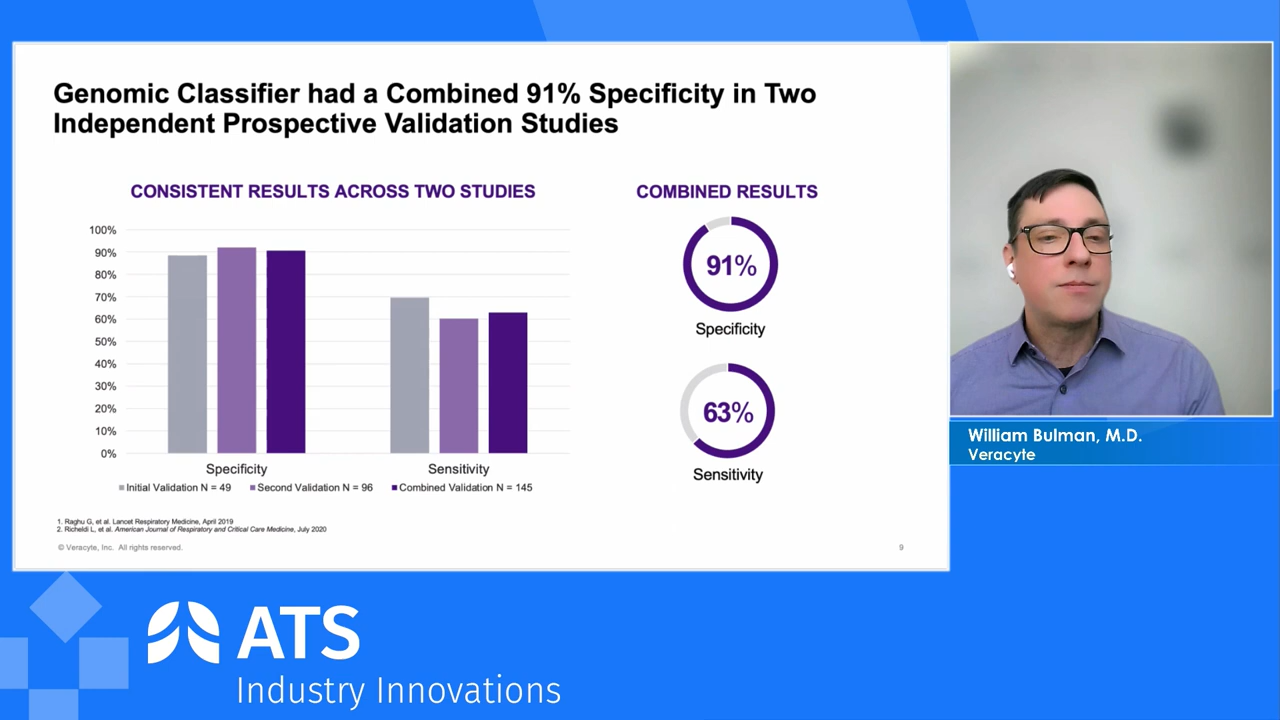 Genomic Classifier had a Combined 91% Specificity in Two
Independent Prospective Validation Studies
CONSISTENT RESULTS ACROSS TWO STUDIES
100%
90%
80%
70%
60%
50%
40%
30%
20%
10%
0%
Specificity
Sensitivity
Initial Validation N = 49
Second Validation N = 96
Combined Validation N = 145
COMBINED RESULTS
91%
Specificity
63%
Sensitivity
1. Raghu G, et al. Lancet Respiratory Medicine, April 2019
2. Richeldi L, et al. American Journal of Respiratory and Critical Care Medicine, July 2020
© Veracyte, Inc. All rights reserved.
9
William Bulman, M.D.
Veracyte
ATS
Industry Innovations